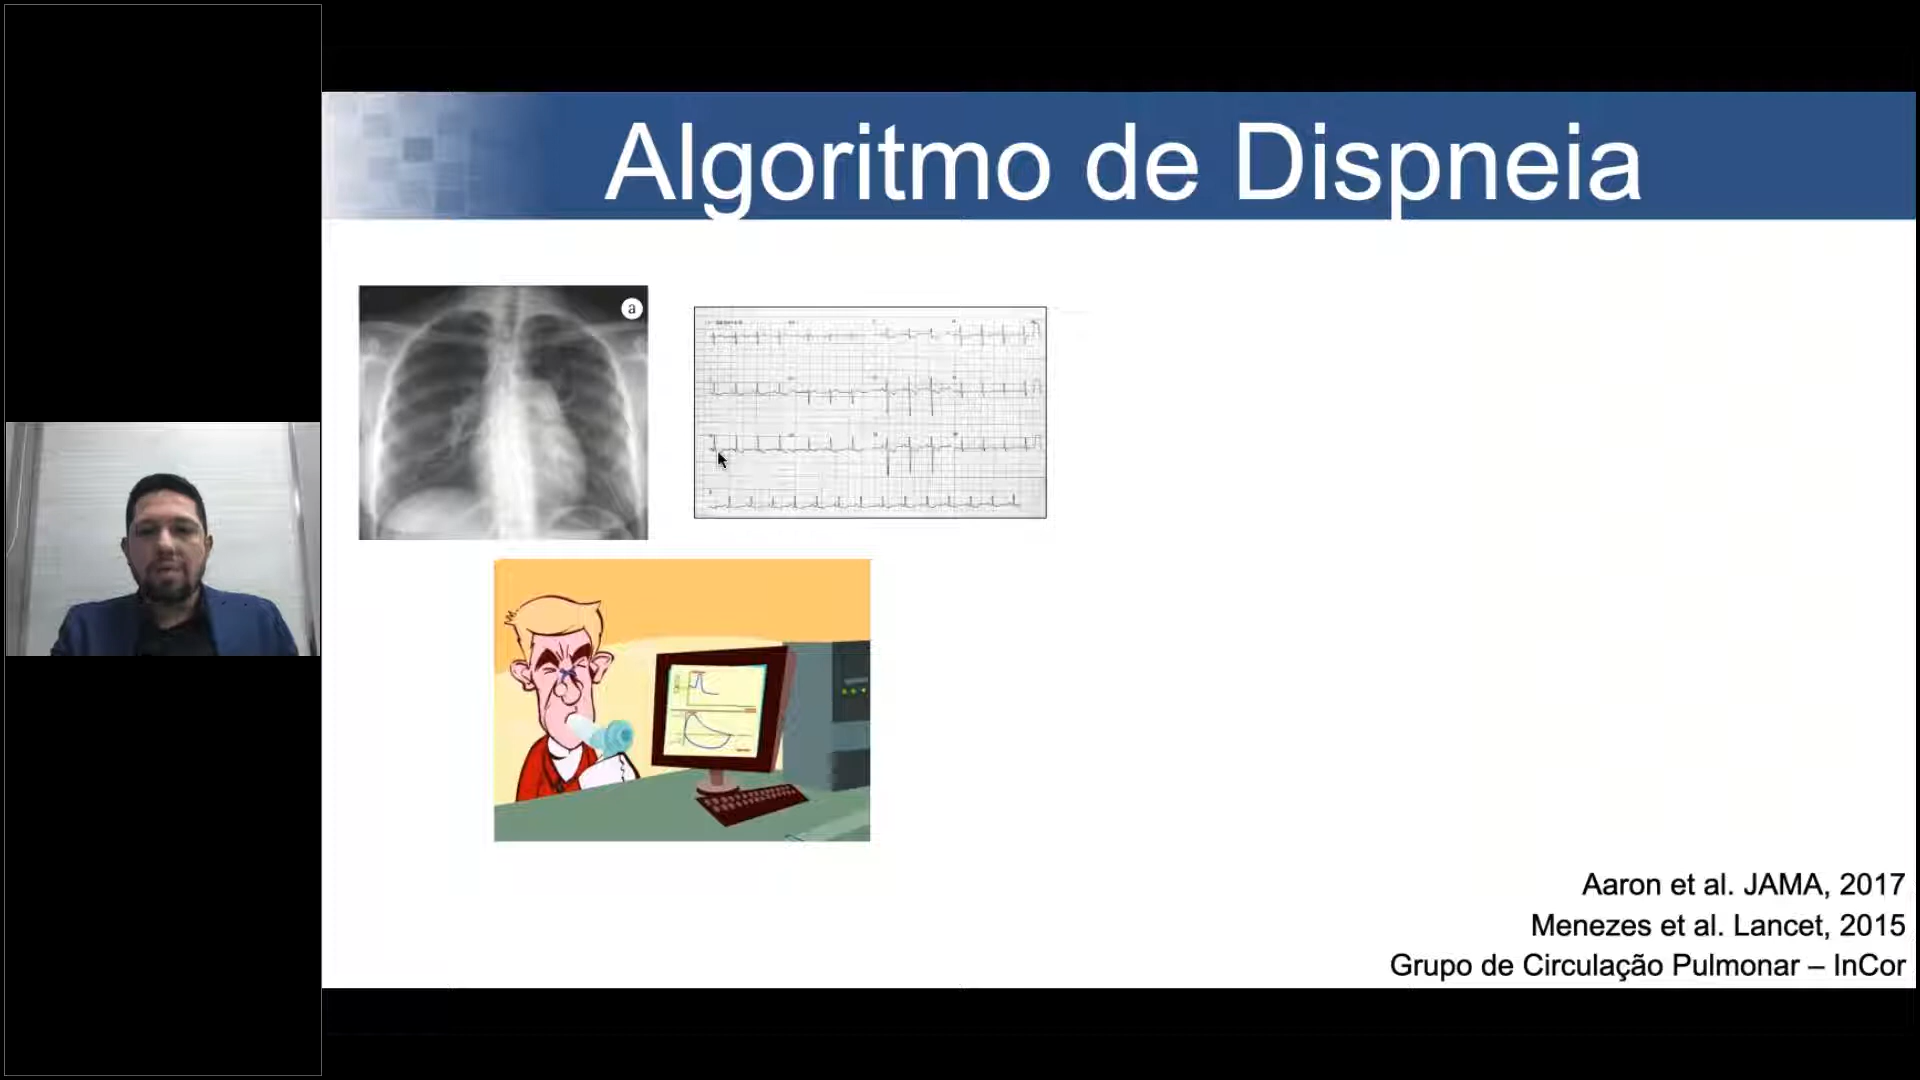 Algoritmo de Dispneia
a
Aaron et al. JAMA, 2017
Menezes et al. Lancet, 2015
Grupo de Circulação Pulmonar – InCor